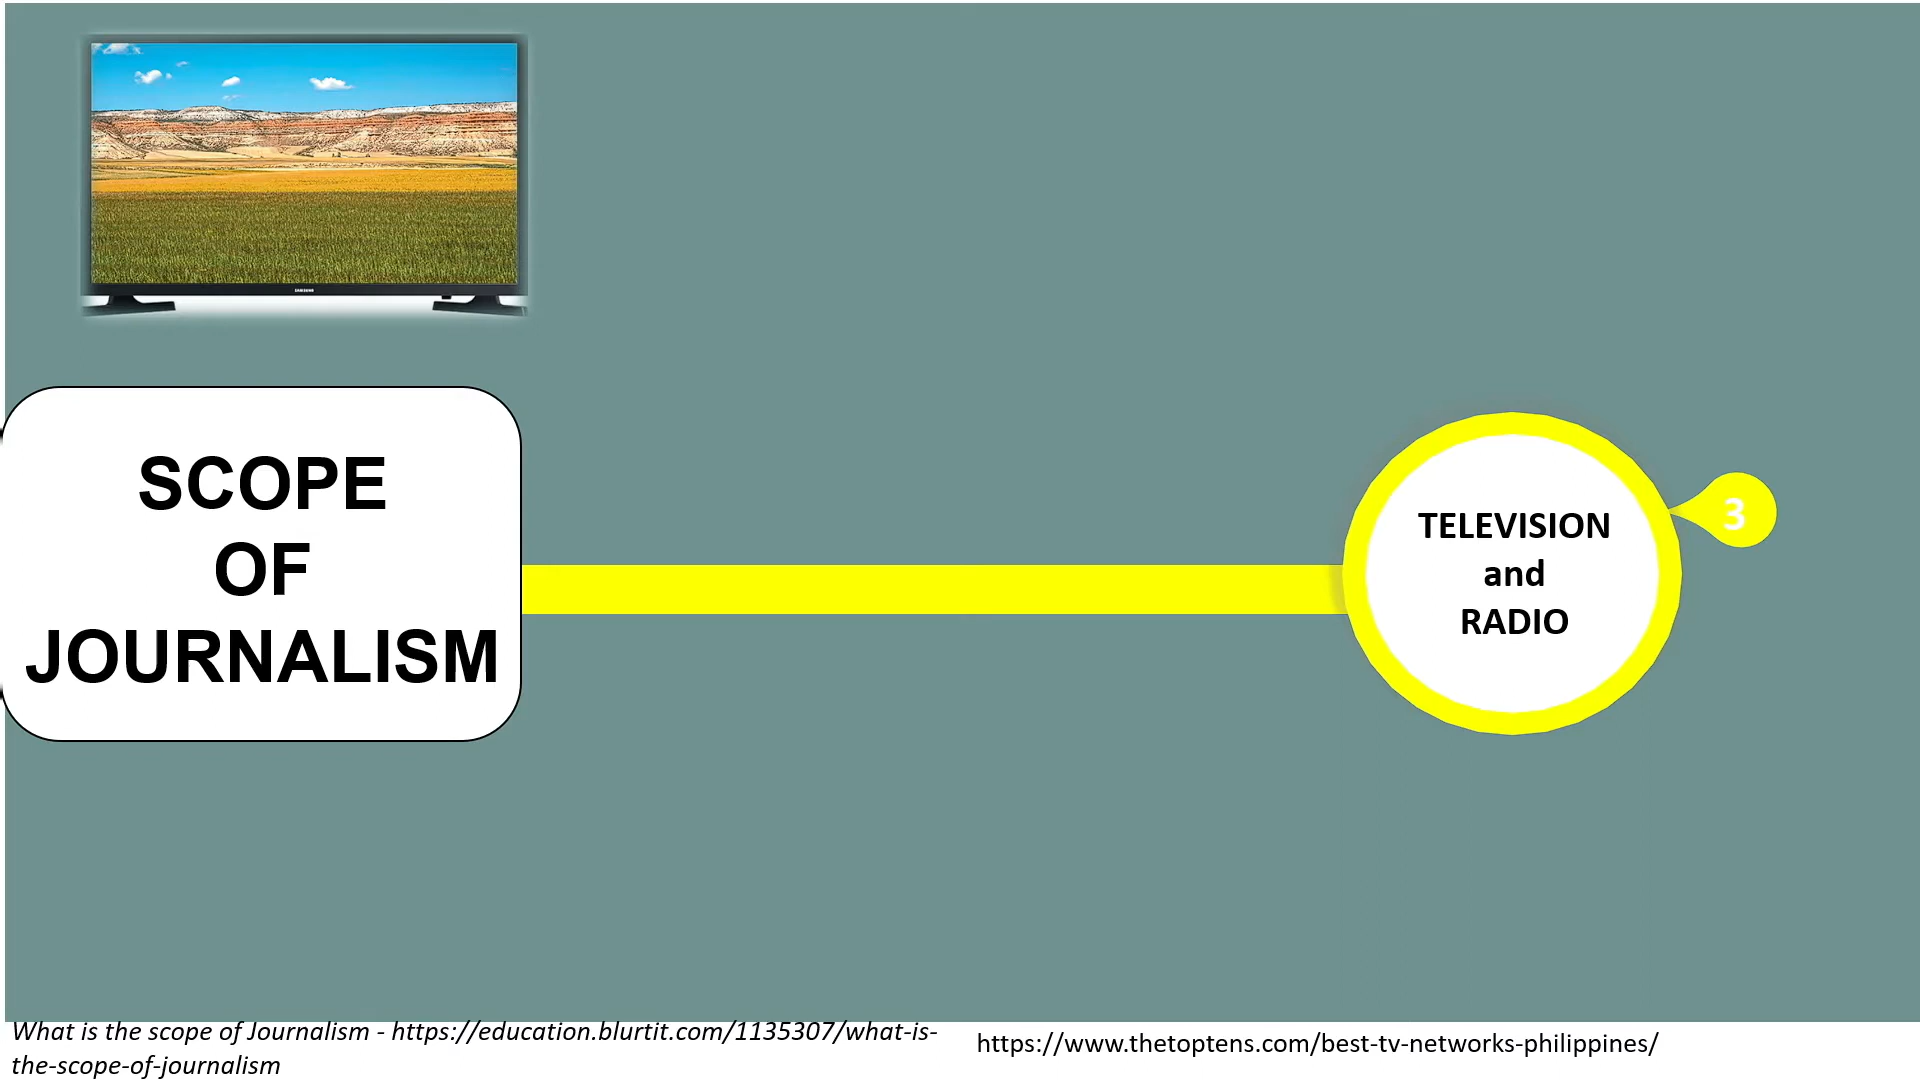 SAMSUNG
SCOPE
OF
JOURNALISM
TELEVISION
and
RADIO
3
What is the scope of Journalism - https://education.blurtit.com/1135307/what-is-
the-scope-of-journalism
https://www.thetoptens.com/best-tv-networks-philippines/